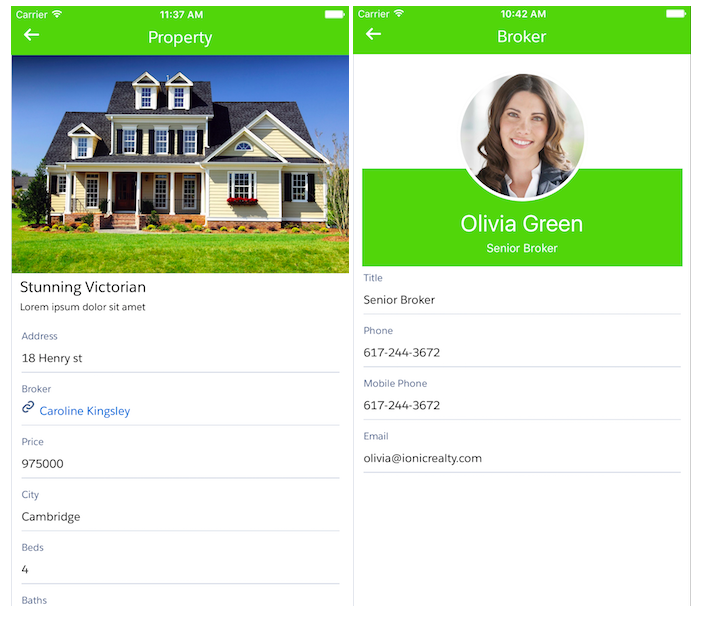 Carrier 11:37 AM
Property
Stunning Victorian
Lorem ipsum dolor sit amet
Address
18 Henry st
Broker
Caroline Kingsley
Price
975000
City
Cambridge
Beds
4
Baths
Carrier 10:42 AM
Broker
Olivia Green
Senior Broker
Title
Senior Broker
Phone
617-244-3672
Mobile Phone
617-244-3672
Email
olivia@ionicrealty.com